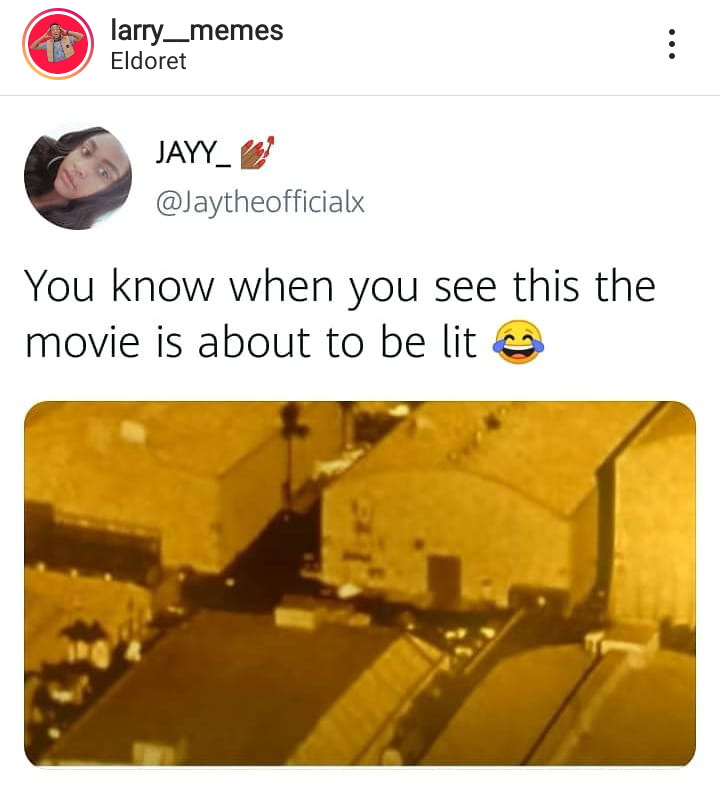 larry__memes
Eldoret
JAYY_ 💅🏾
@Jaytheofficialx
You know when you see this the
movie is about to be lit 😂